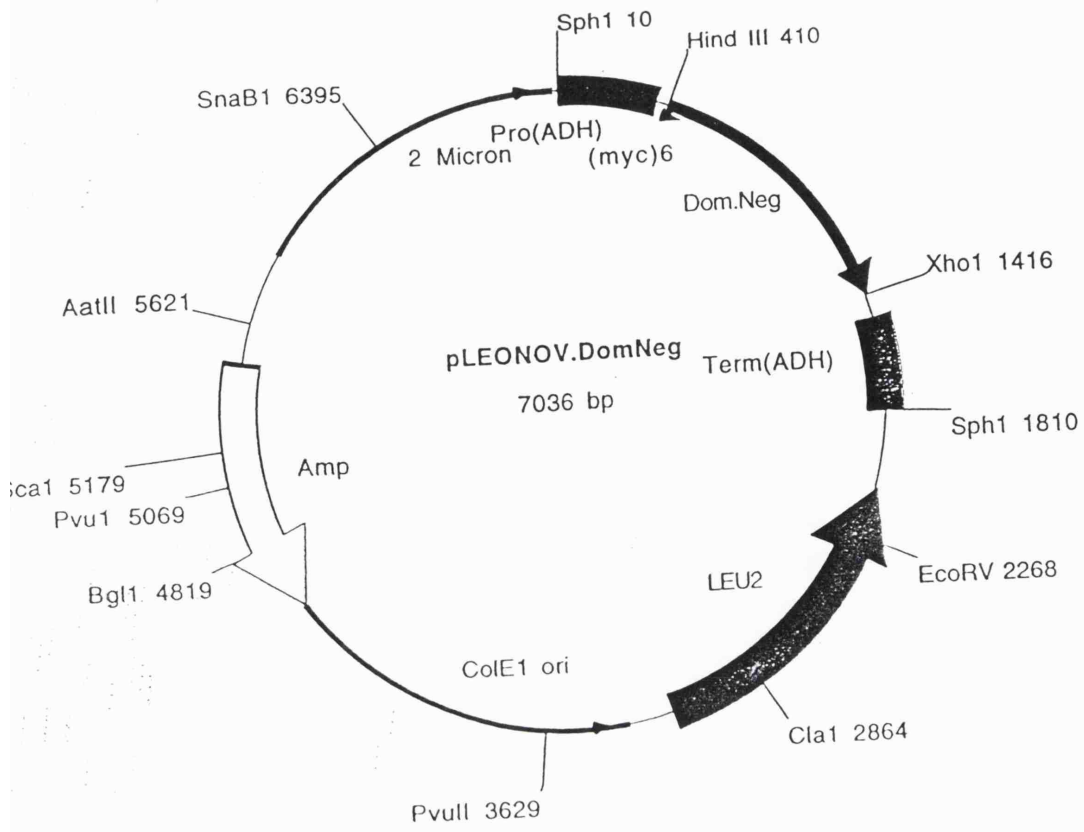 Sph1 10
Hind III 410
SnaB1 6395
Pro(ADH)
2 Micron
(myc)6
Dom.Neg
Xho1 1416
AatII 5621
pLEONOV.DomNeg
7036 bp
Term(ADH)
Sph1 1810
Amp
5179
Pvu1 5069
Bgl1 4819
LEU2
EcoRV 2268
ColE1 ori
Cla1 2864
PvuII 3629